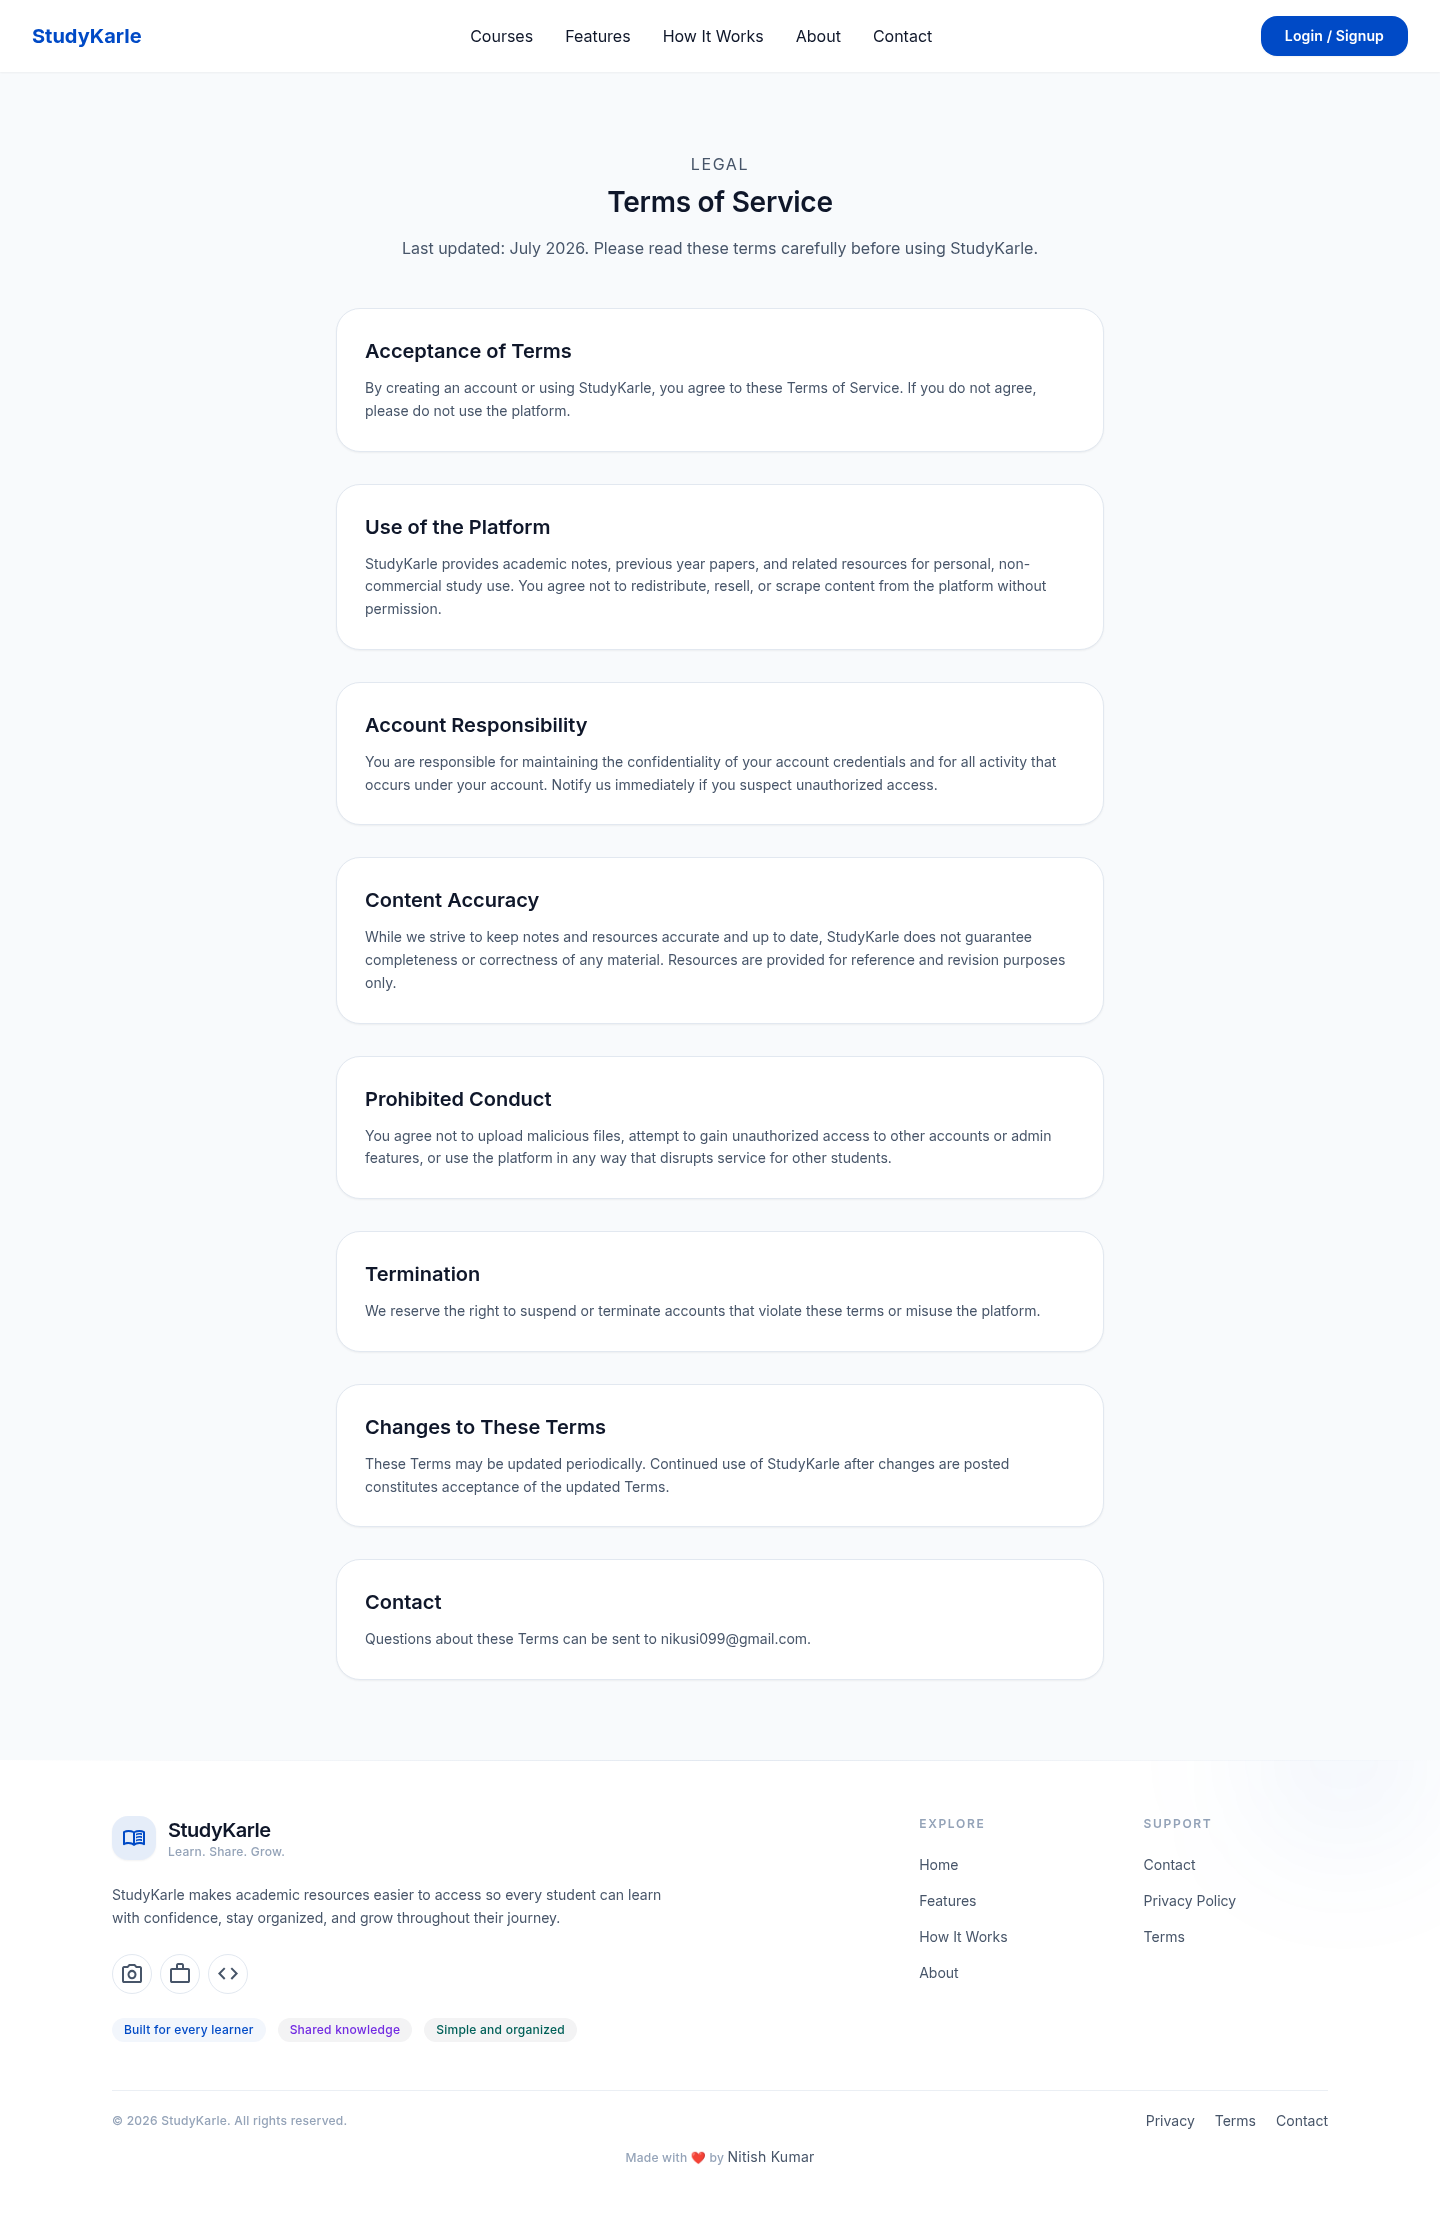 StudyKarle
Courses
Features
How It Works
About
Contact
Login / Signup
LEGAL
Terms of Service
Last updated: July 2026. Please read these terms carefully before using StudyKarle.
Acceptance of Terms
By creating an account or using StudyKarle, you agree to these Terms of Service. If you do not agree,
please do not use the platform.
Use of the Platform
StudyKarle provides academic notes, previous year papers, and related resources for personal, non-
commercial study use. You agree not to redistribute, resell, or scrape content from the platform without
permission.
Account Responsibility
You are responsible for maintaining the confidentiality of your account credentials and for all activity that
occurs under your account. Notify us immediately if you suspect unauthorized access.
Content Accuracy
While we strive to keep notes and resources accurate and up to date, StudyKarle does not guarantee
completeness or correctness of any material. Resources are provided for reference and revision purposes
only.
Prohibited Conduct
You agree not to upload malicious files, attempt to gain unauthorized access to other accounts or admin
features, or use the platform in any way that disrupts service for other students.
Termination
We reserve the right to suspend or terminate accounts that violate these terms or misuse the platform.
Changes to These Terms
These Terms may be updated periodically. Continued use of StudyKarle after changes are posted
constitutes acceptance of the updated Terms.
Contact
Questions about these Terms can be sent to nikusi099@gmail.com.
StudyKarle
Learn. Share. Grow.
StudyKarle makes academic resources easier to access so every student can learn
with confidence, stay organized, and grow throughout their journey.
Built for every learner
Shared knowledge
Simple and organized
EXPLORE
Home
Features
How It Works
About
SUPPORT
Contact
Privacy Policy
Terms
© 2026 StudyKarle. All rights reserved.
Privacy
Terms
Contact
Made with ❤️ by Nitish Kumar